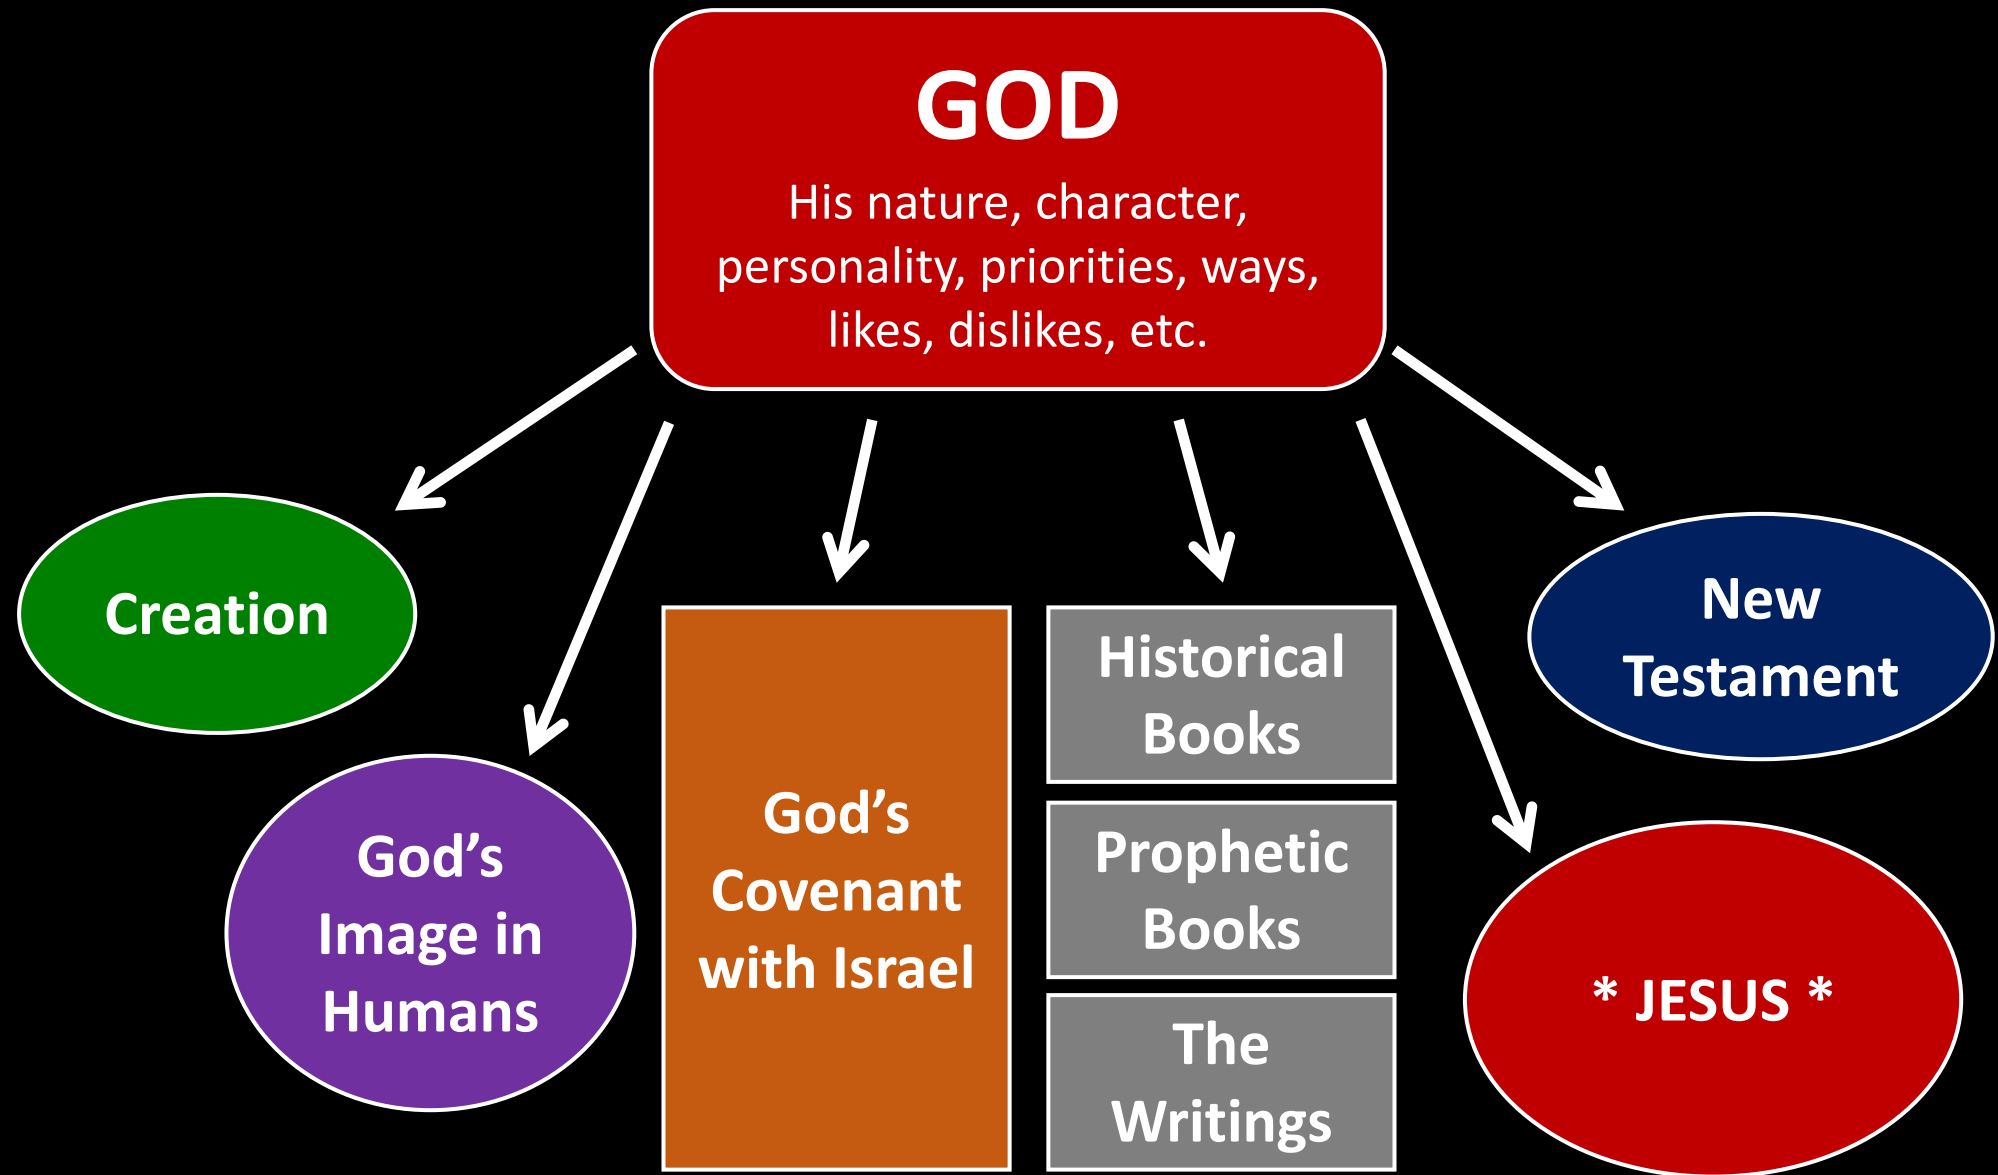 GOD
His nature, character,
personality, priorities, ways,
likes, dislikes, etc.
Creation
God’s
Image in
Humans
God’s
Covenant
with Israel
Historical
Books
Prophetic
Books
The
Writings
New
Testament
* JESUS *